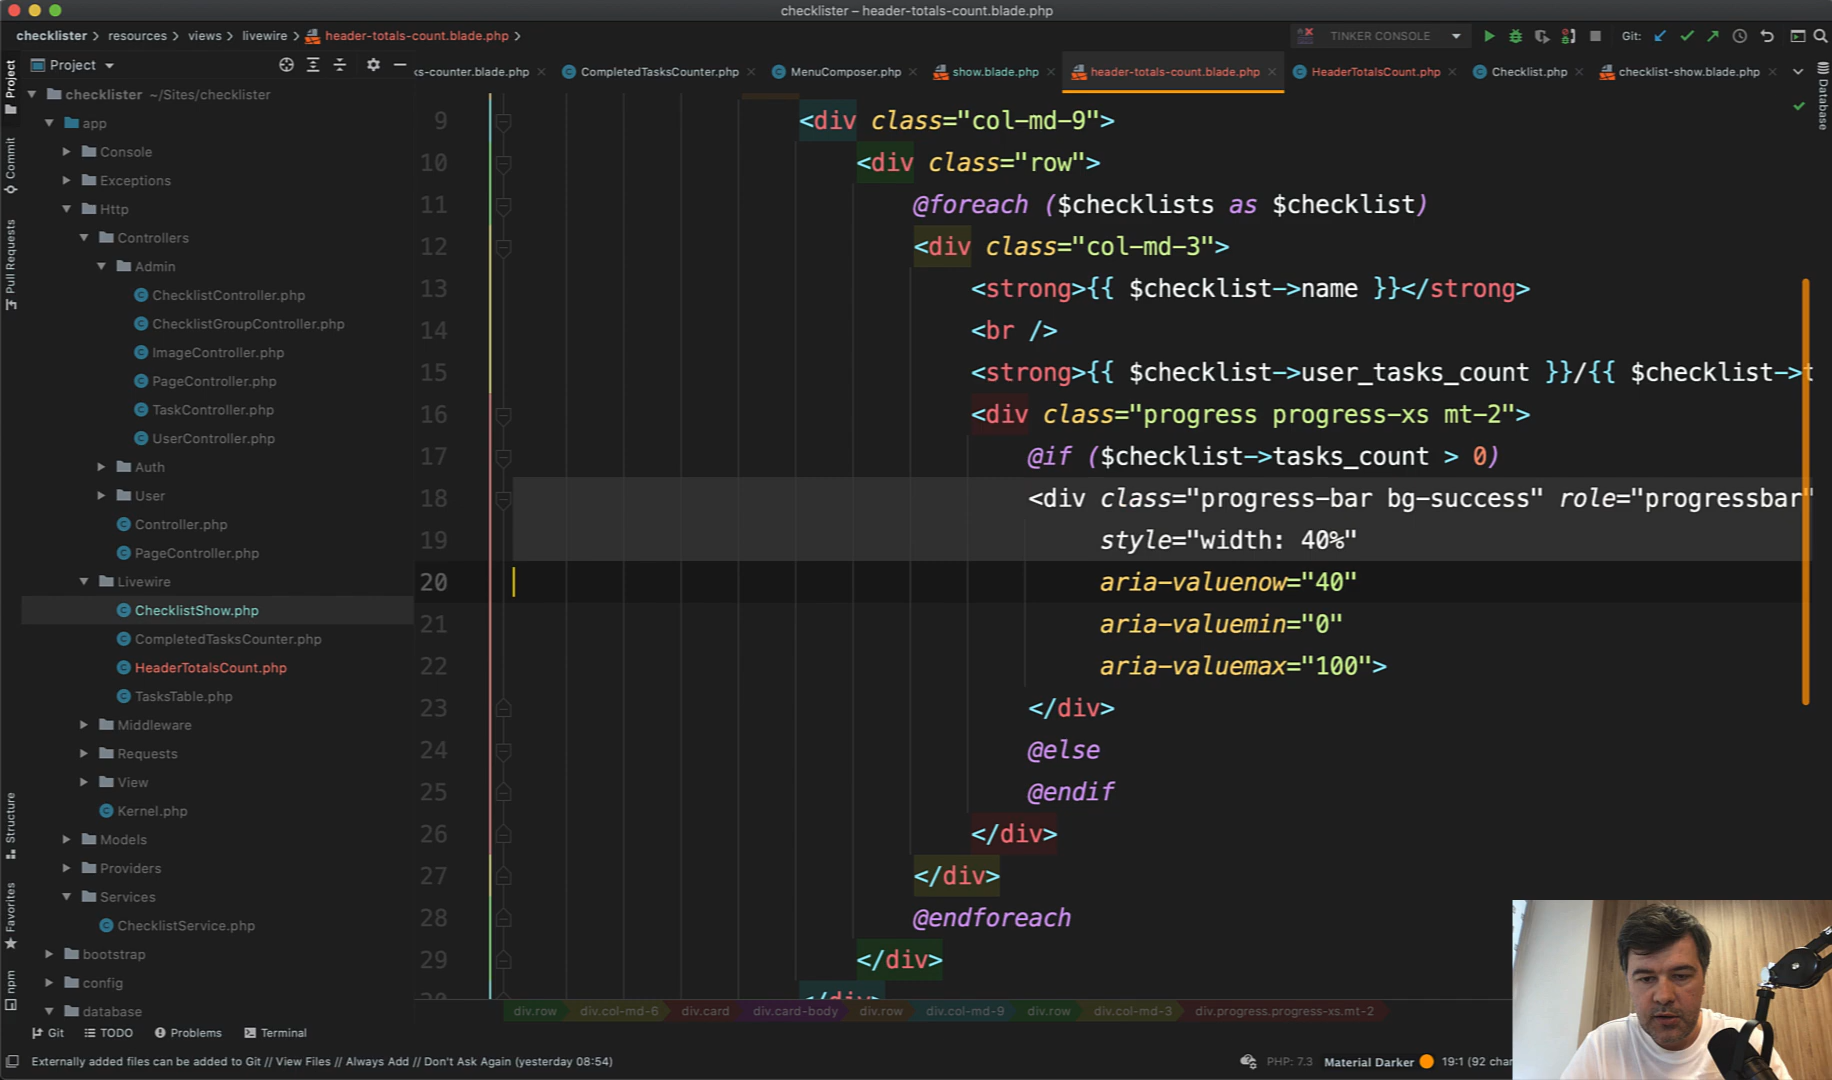 checklister – header-totals-count.blade.php
checklister > resources > views > livewire > header-totals-count.blade.php >
TINKER CONSOLE
Git:
Project
ks-counter.blade.php
CompletedTasksCounter.php
MenuComposer.php
show.blade.php
header-totals-count.blade.php
HeaderTotalsCount.php
Checklist.php
checklist-show.blade.php
Project
Commit
Pull Requests
Structure
Favorites
npm
Database
checklister ~/Sites/checklister
app
Console
Exceptions
Http
Controllers
Admin
ChecklistController.php
ChecklistGroupController.php
ImageController.php
PageController.php
TaskController.php
UserController.php
Auth
User
Controller.php
PageController.php
Livewire
ChecklistShow.php
CompletedTasksCounter.php
HeaderTotalsCount.php
TasksTable.php
Middleware
Requests
View
Kernel.php
Models
Providers
Services
ChecklistService.php
bootstrap
config
database
9 <div class="col-md-9">
10 <div class="row">
11 @foreach ($checklists as $checklist)
12 <div class="col-md-3">
13 <strong>{{ $checklist->name }}</strong>
14 <br />
15 <strong>{{ $checklist->user_tasks_count }}/{{ $checklist->t
16 <div class="progress progress-xs mt-2">
17 @if ($checklist->tasks_count > 0)
18 <div class="progress-bar bg-success" role="progressbar"
19 style="width: 40%"
20 aria-valuenow="40"
21 aria-valuemin="0"
22 aria-valuemax="100">
23 </div>
24 @else
25 @endif
26 </div>
27 </div>
28 @endforeach
29 </div>
30 </div>
div.row div.col-md-6 div.card div.card-body div.row div.col-md-9 div.row div.col-md-3 div.progress.progress-xs.mt-2
Git TODO Problems Terminal
Externally added files can be added to Git // View Files // Always Add // Don't Ask Again (yesterday 08:54)
PHP: 7.3 Material Darker 19:1 (92 char